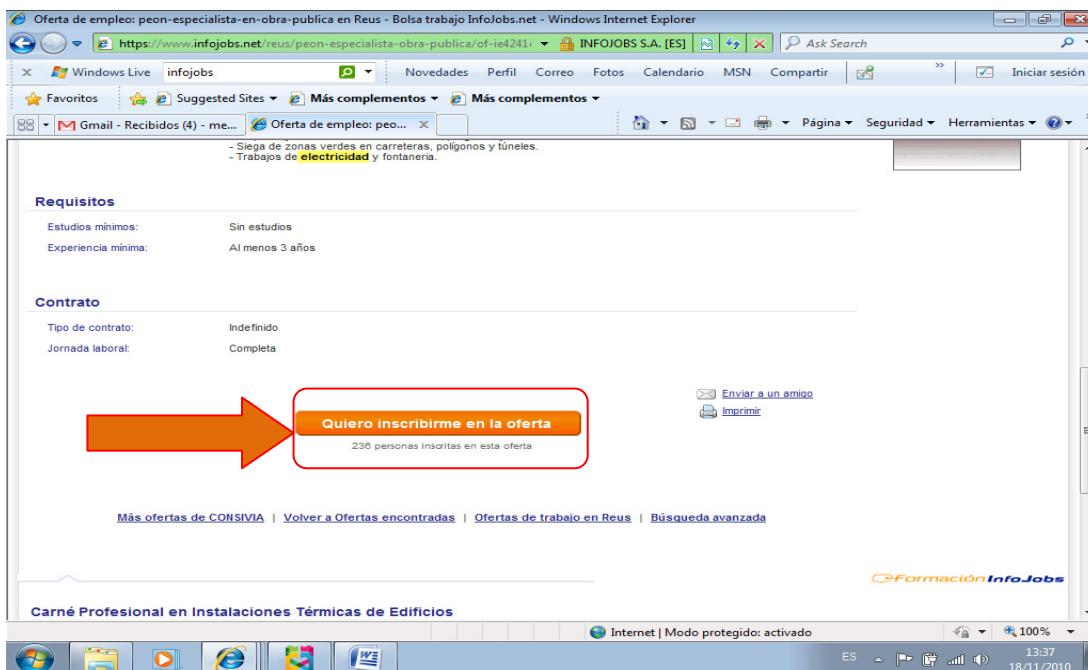 Oferta de empleo: peon-especialista-en-obra-publica en Reus - Bolsa trabajo InfoJobs.net - Windows Internet Explorer
https://www.infojobs.net/reus/peon-especialista-obra-publica/of-ie4241 INFOJOBS S.A. [ES] Ask Search
Windows Live infojobs Novedades Perfil Correo Fotos Calendario MSN Compartir » Iniciar sesión
Favoritos Suggested Sites Más complementos Más complementos
Gmail - Recibidos (4) - me... Oferta de empleo: peo... Página Seguridad Herramientas
- Siega de zonas verdes en carreteras, polígonos y túneles.
- Trabajos de electricidad y fontaneria.
Requisitos
Estudios mínimos: Sin estudios
Experiencia mínima: Al menos 3 años
Contrato
Tipo de contrato: Indefinido
Jornada laboral: Completa
Enviar a un amigo
Imprimir
Quiero inscribirme en la oferta
236 personas inscritas en esta oferta
Más ofertas de CONSIVIA | Volver a Ofertas encontradas | Ofertas de trabajo en Reus | Búsqueda avanzada
Formación InfoJobs
Carné Profesional en Instalaciones Térmicas de Edificios
Internet | Modo protegido: activado 100%
ES 13:37
18/11/2010